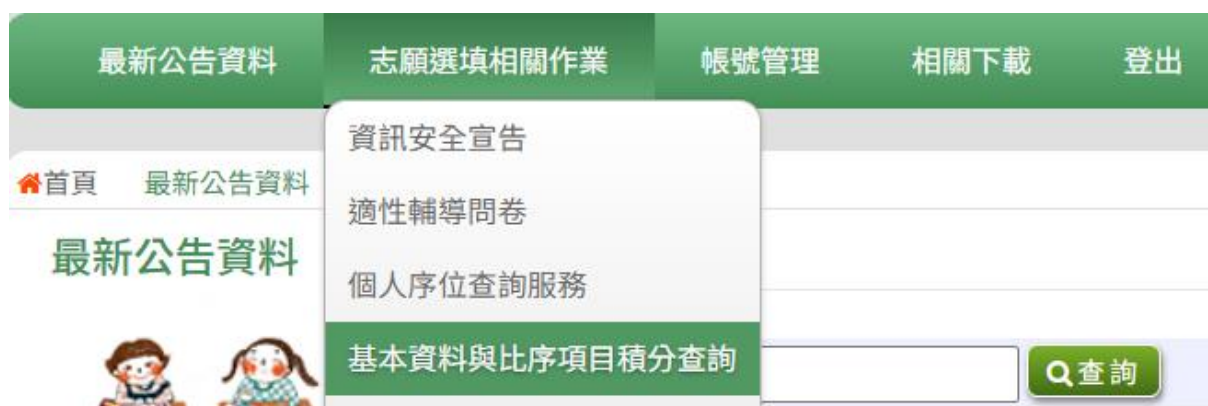 最新公告資料 志願選填相關作業 帳號管理 相關下載 登出
資訊安全宣告
首頁 最新公告資料
適性輔導問卷
最新公告資料
個人序位查詢服務
基本資料與比序項目積分查詢
查詢